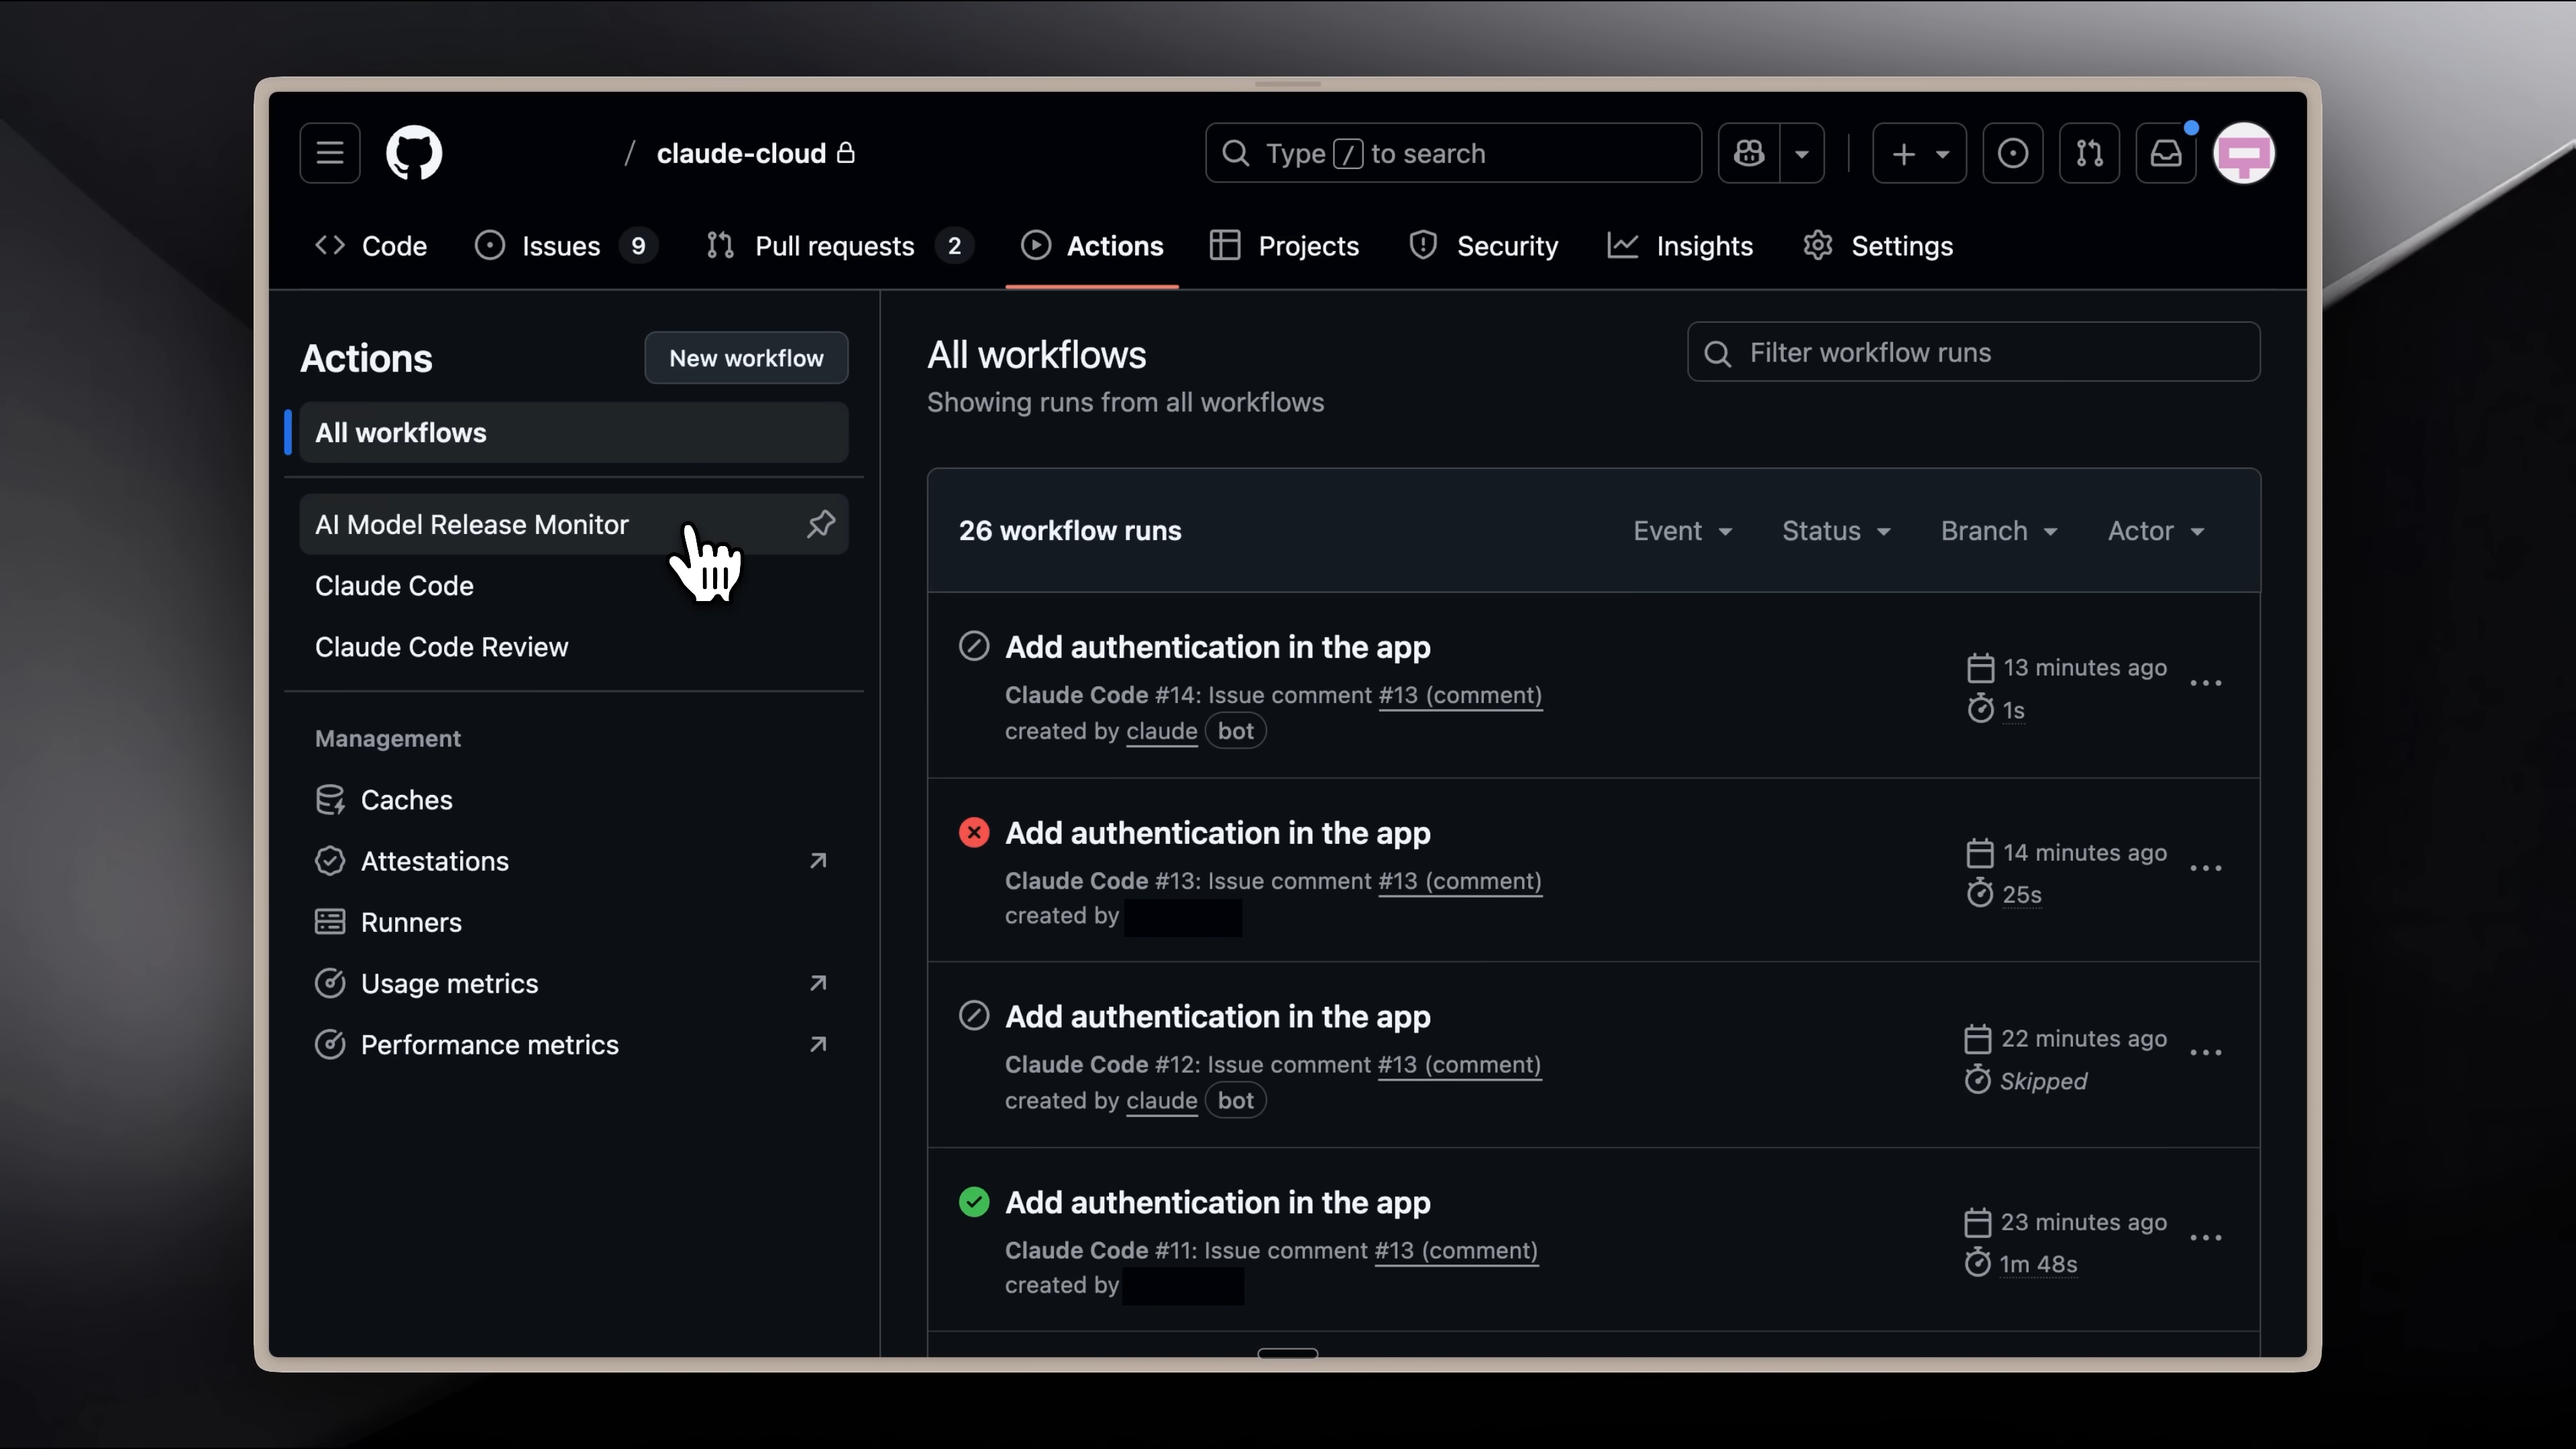 / claude-cloud
Type / to search
Code
Issues 9
Pull requests 2
Actions
Projects
Security
Insights
Settings
Actions
New workflow
All workflows
AI Model Release Monitor
Claude Code
Claude Code Review
Management
Caches
Attestations
Runners
Usage metrics
Performance metrics
All workflows
Showing runs from all workflows
Filter workflow runs
26 workflow runs
Event
Status
Branch
Actor
Add authentication in the app
Claude Code #14: Issue comment #13 (comment)
created by claude bot
13 minutes ago
1s
Add authentication in the app
Claude Code #13: Issue comment #13 (comment)
created by
14 minutes ago
25s
Add authentication in the app
Claude Code #12: Issue comment #13 (comment)
created by claude bot
22 minutes ago
Skipped
Add authentication in the app
Claude Code #11: Issue comment #13 (comment)
created by
23 minutes ago
1m 48s